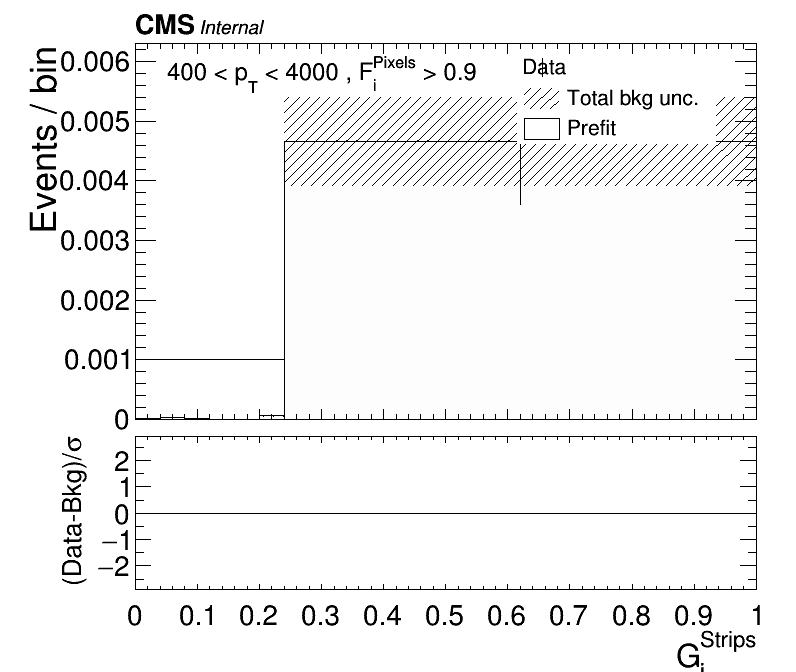 CMS Internal
400 < p_T < 4000 , F_i^Pixels > 0.9
Data
Total bkg unc.
Prefit
Events / bin
0.006
0.005
0.004
0.003
0.002
0.001
0
(Data-Bkg)/σ
2
1
0
−1
−2
0 0.1 0.2 0.3 0.4 0.5 0.6 0.7 0.8 0.9 1
G_i^Strips